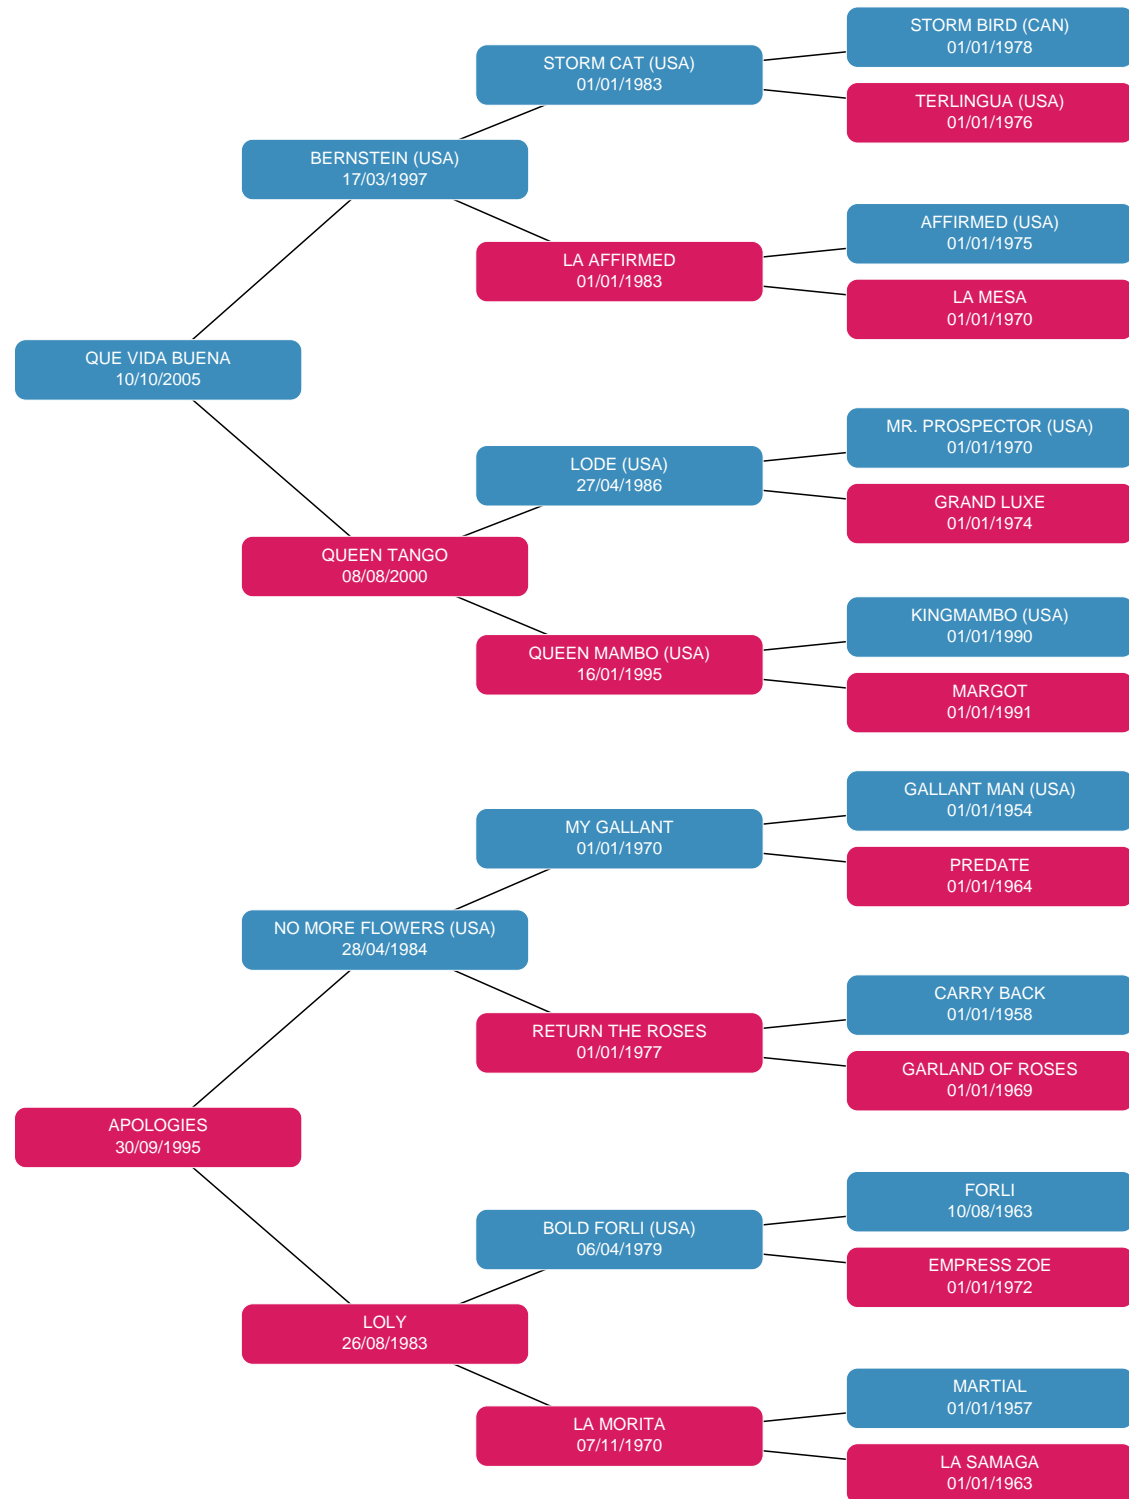 STORM BIRD (CAN)
01/01/1978
STORM CAT (USA)
01/01/1983
TERLINGUA (USA)
01/01/1976
BERNSTEIN (USA)
17/03/1997
AFFIRMED (USA)
01/01/1975
LA AFFIRMED
01/01/1983
LA MESA
01/01/1970
QUE VIDA BUENA
10/10/2005
MR. PROSPECTOR (USA)
01/01/1970
LODE (USA)
27/04/1986
GRAND LUXE
01/01/1974
QUEEN TANGO
08/08/2000
KINGMAMBO (USA)
01/01/1990
QUEEN MAMBO (USA)
16/01/1995
MARGOT
01/01/1991
GALLANT MAN (USA)
01/01/1954
MY GALLANT
01/01/1970
PREDATE
01/01/1964
NO MORE FLOWERS (USA)
28/04/1984
CARRY BACK
01/01/1958
RETURN THE ROSES
01/01/1977
GARLAND OF ROSES
01/01/1969
APOLOGIES
30/09/1995
FORLI
10/08/1963
BOLD FORLI (USA)
06/04/1979
EMPRESS ZOE
01/01/1972
LOLY
26/08/1983
MARTIAL
01/01/1957
LA MORITA
07/11/1970
LA SAMAGA
01/01/1963